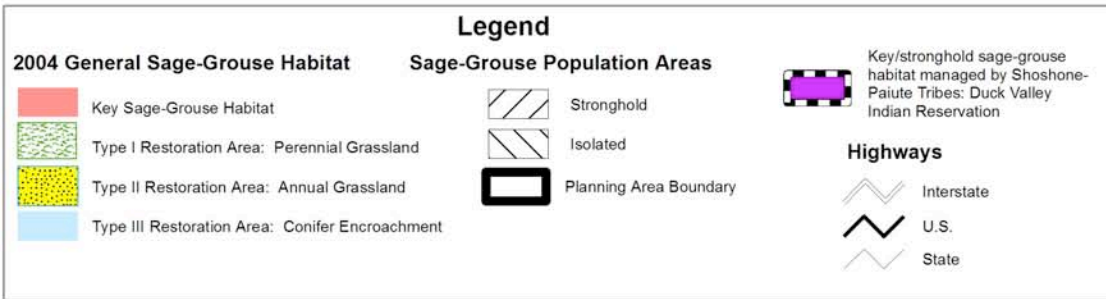 Legend
2004 General Sage-Grouse Habitat
Key Sage-Grouse Habitat
Type I Restoration Area: Perennial Grassland
Type II Restoration Area: Annual Grassland
Type III Restoration Area: Conifer Encroachment
Sage-Grouse Population Areas
Stronghold
Isolated
Planning Area Boundary
Key/stronghold sage-grouse
habitat managed by Shoshone-
Paiute Tribes: Duck Valley
Indian Reservation
Highways
Interstate
U.S.
State